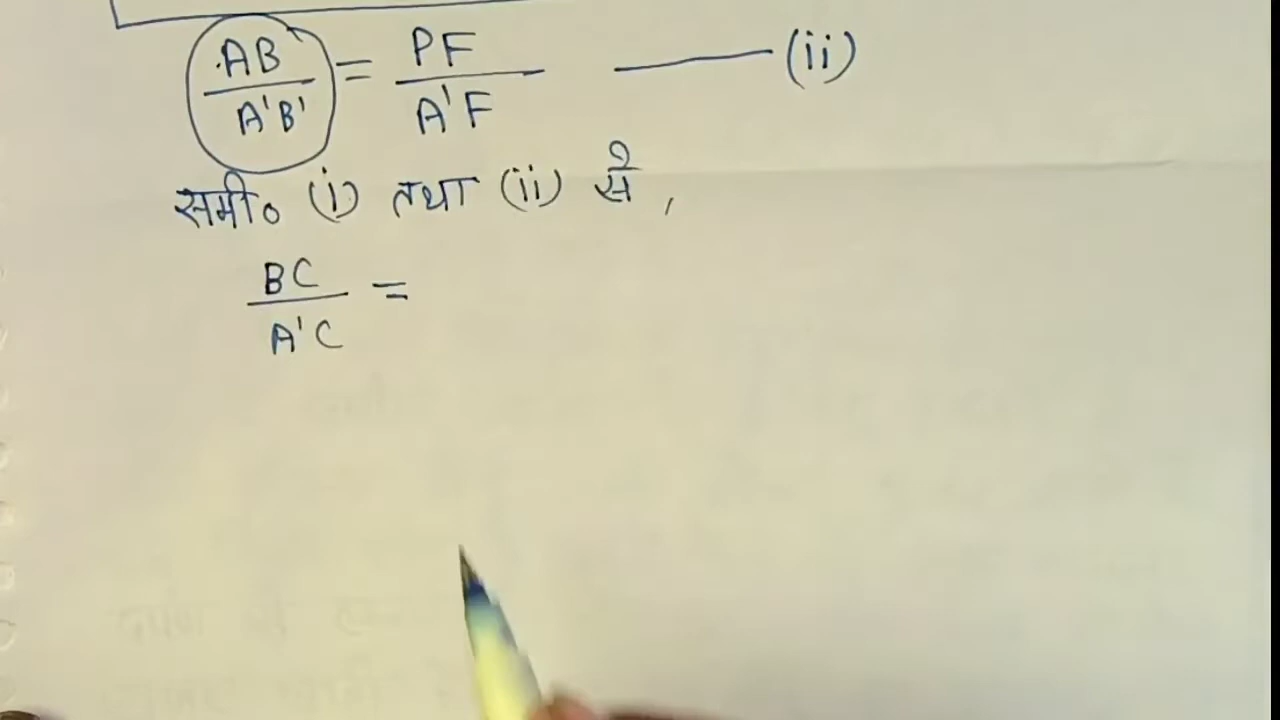 AB/A'B' = PF/A'F ——— (ii)
समी० (i) तथा (ii) से,
BC/A'C =